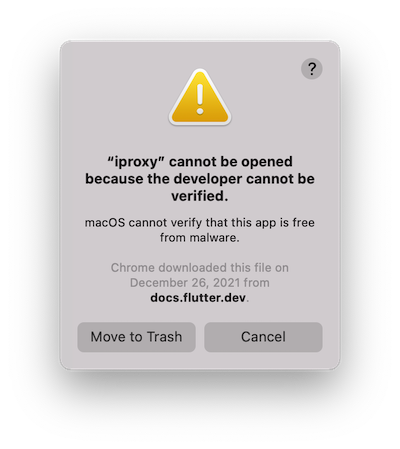 ?
“iproxy” cannot be opened
because the developer cannot be
verified.
macOS cannot verify that this app is free
from malware.
Chrome downloaded this file on
December 26, 2021 from
docs.flutter.dev.
Move to Trash
Cancel